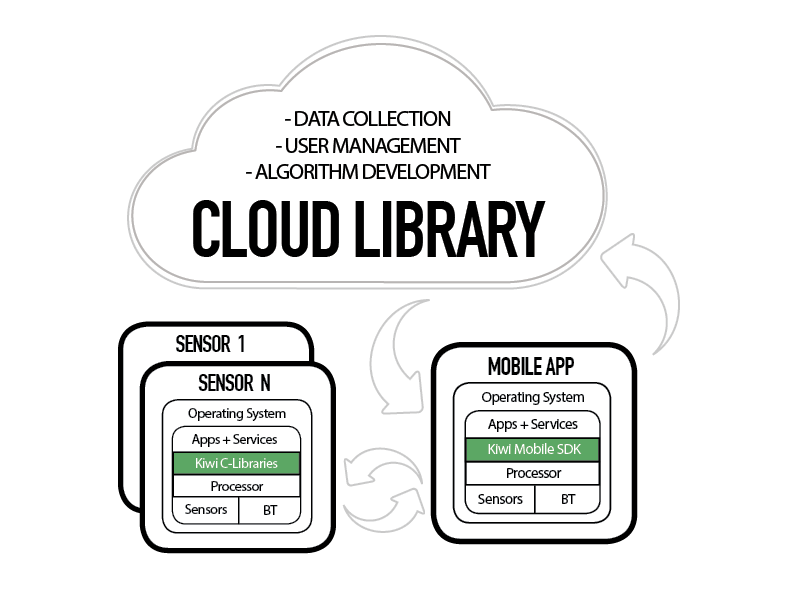 - DATA COLLECTION
- USER MANAGEMENT
- ALGORITHM DEVELOPMENT
CLOUD LIBRARY
SENSOR 1
SENSOR N
Operating System
Apps + Services
Kiwi C-Libraries
Processor
Sensors
BT
MOBILE APP
Operating System
Apps + Services
Kiwi Mobile SDK
Processor
Sensors
BT